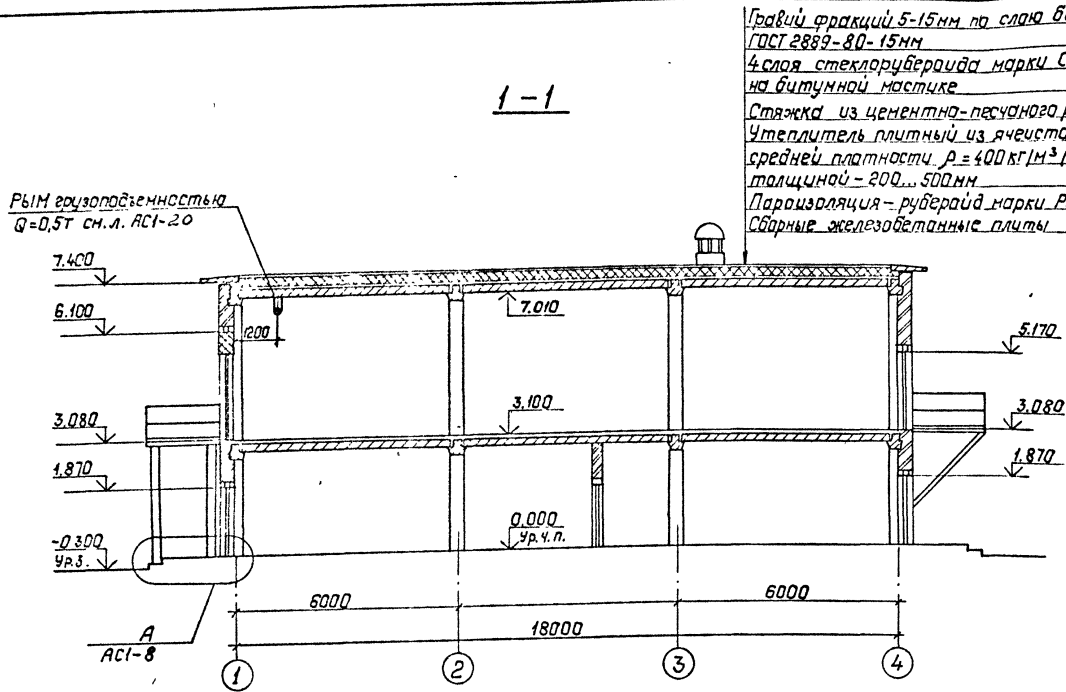 Гравий фракций 5-15мм по слою
ГОСТ 2889-80-15мм
4 слоя стеклорубероида марки С
на битумной мастике
1-1
Стяжка из цементно-песчаного
Утеплитель плитный из ячеисто
средней плотности ρ=400кг/м³
толщиной-200...500мм
Пароизоляция-рубероид марки Р
Сборные железобетонные плиты
РЫМ грузоподъемностью
Q=0,5т см.л. АС1-20
7.400
7.010
6.100
1200
5.170
3.080
3.100
3.080
1.870
1.870
0.000
Ур.ч.п.
-0.300
Ур.з.
6000
6000
18000
А
АС1-8
1
2
3
4